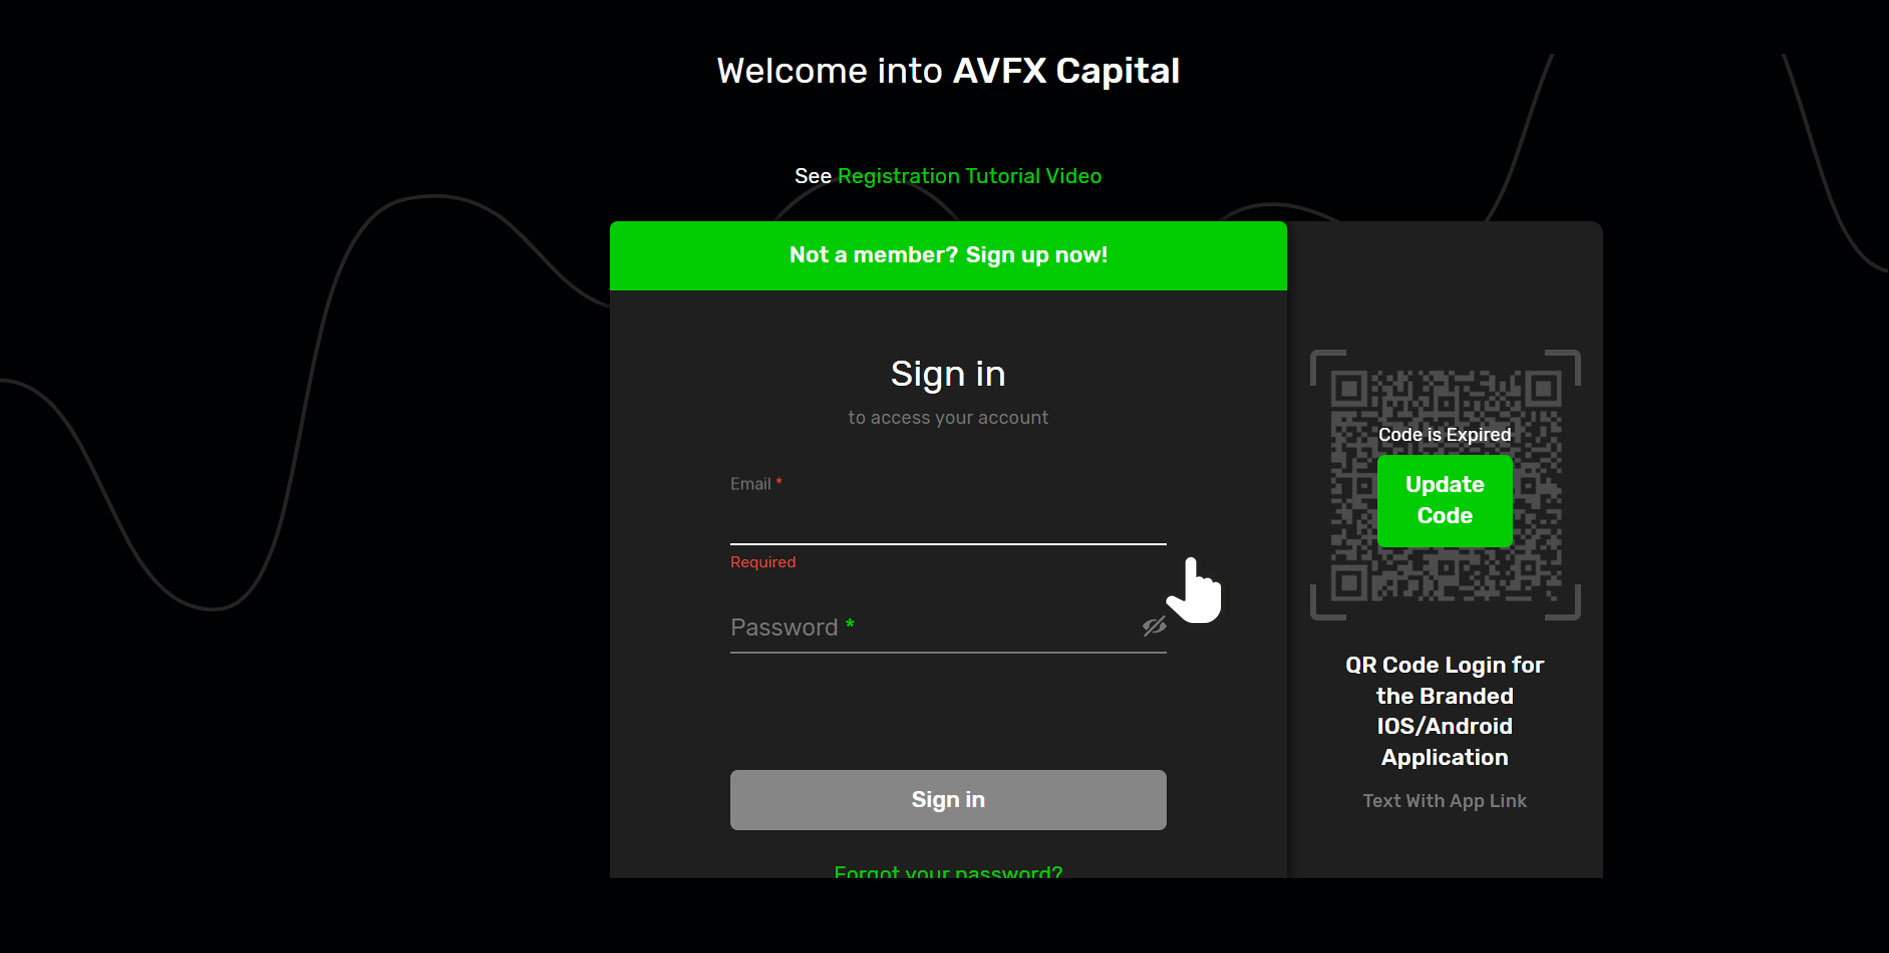 Welcome into AVFX Capital
See Registration Tutorial Video
Not a member? Sign up now!
Sign in
to access your account
Email *
Required
Password *
Sign in
Forgot your password?
Code is Expired
Update
Code
QR Code Login for
the Branded
IOS/Android
Application
Text With App Link